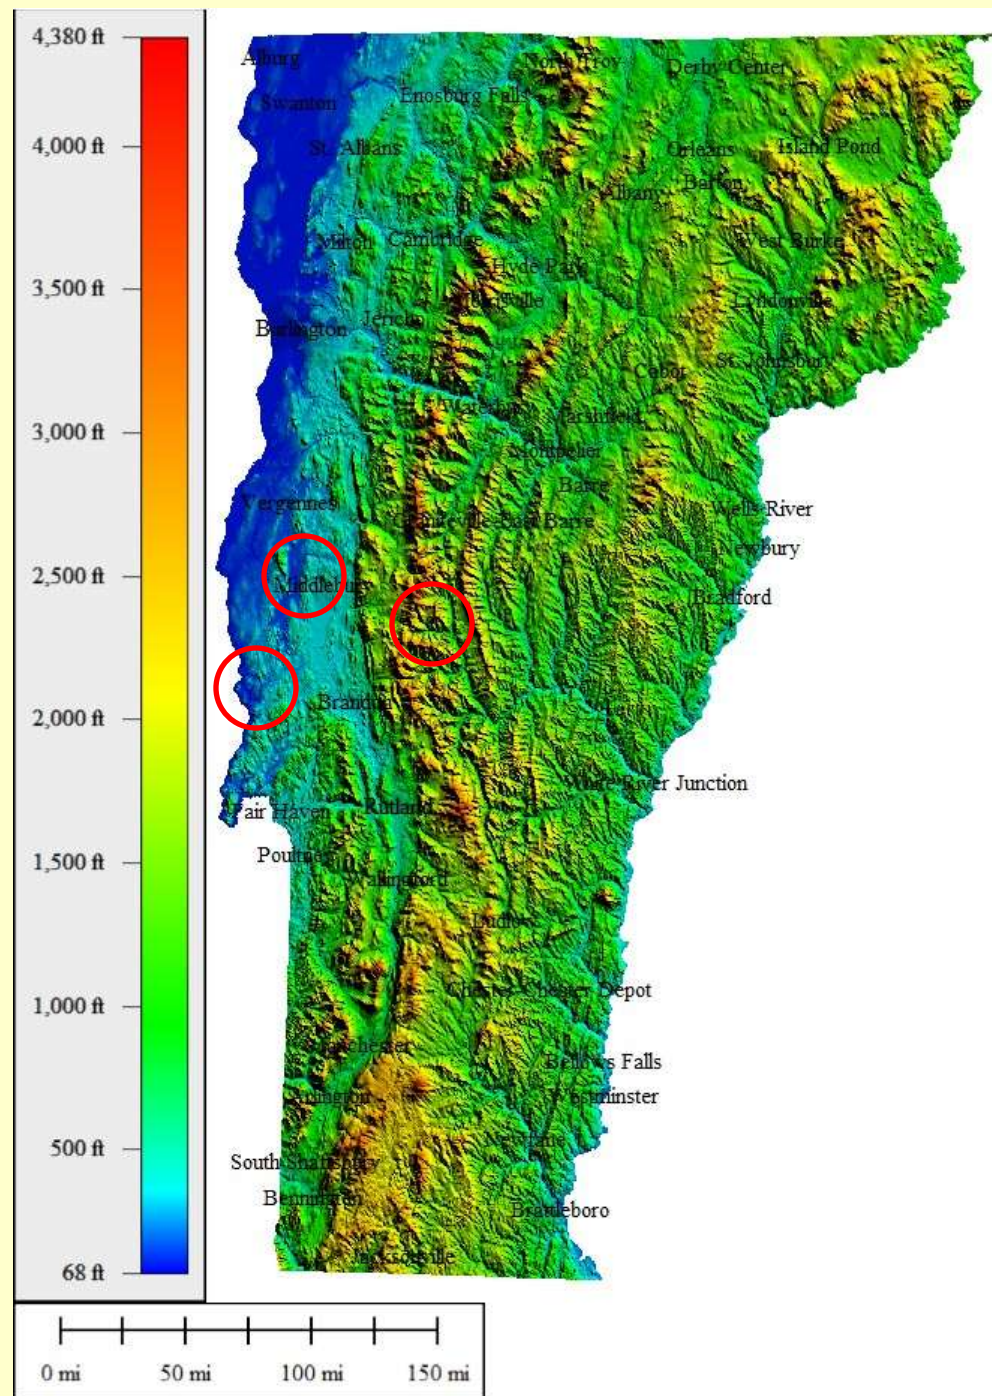 4,380 ft
4,000 ft
3,500 ft
3,000 ft
2,500 ft
2,000 ft
1,500 ft
1,000 ft
500 ft
68 ft
0 mi 50 mi 100 mi 150 mi
Alburg
North Troy
Derby Center
Swanton
Enosburg Falls
St. Albans
Orleans
Island Pond
Albany
Barton
Milton
Cambridge
West Burke
Hyde Park
Morrisville
Lyndonville
Jericho
Burlington
Cabot
St. Johnsbury
Waterbury
Marshfield
Montpelier
Barre
Vergennes
Wells River
Graniteville-East Barre
Newbury
Middlebury
Bradford
Brandon
White River Junction
Fair Haven
Rutland
Poultney
Wallingford
Ludlow
Chester-Chester Depot
Manchester
Bellows Falls
Arlington
Westminster
Newfane
South Shaftsbury
Bennington
Brattleboro
Jacksonville